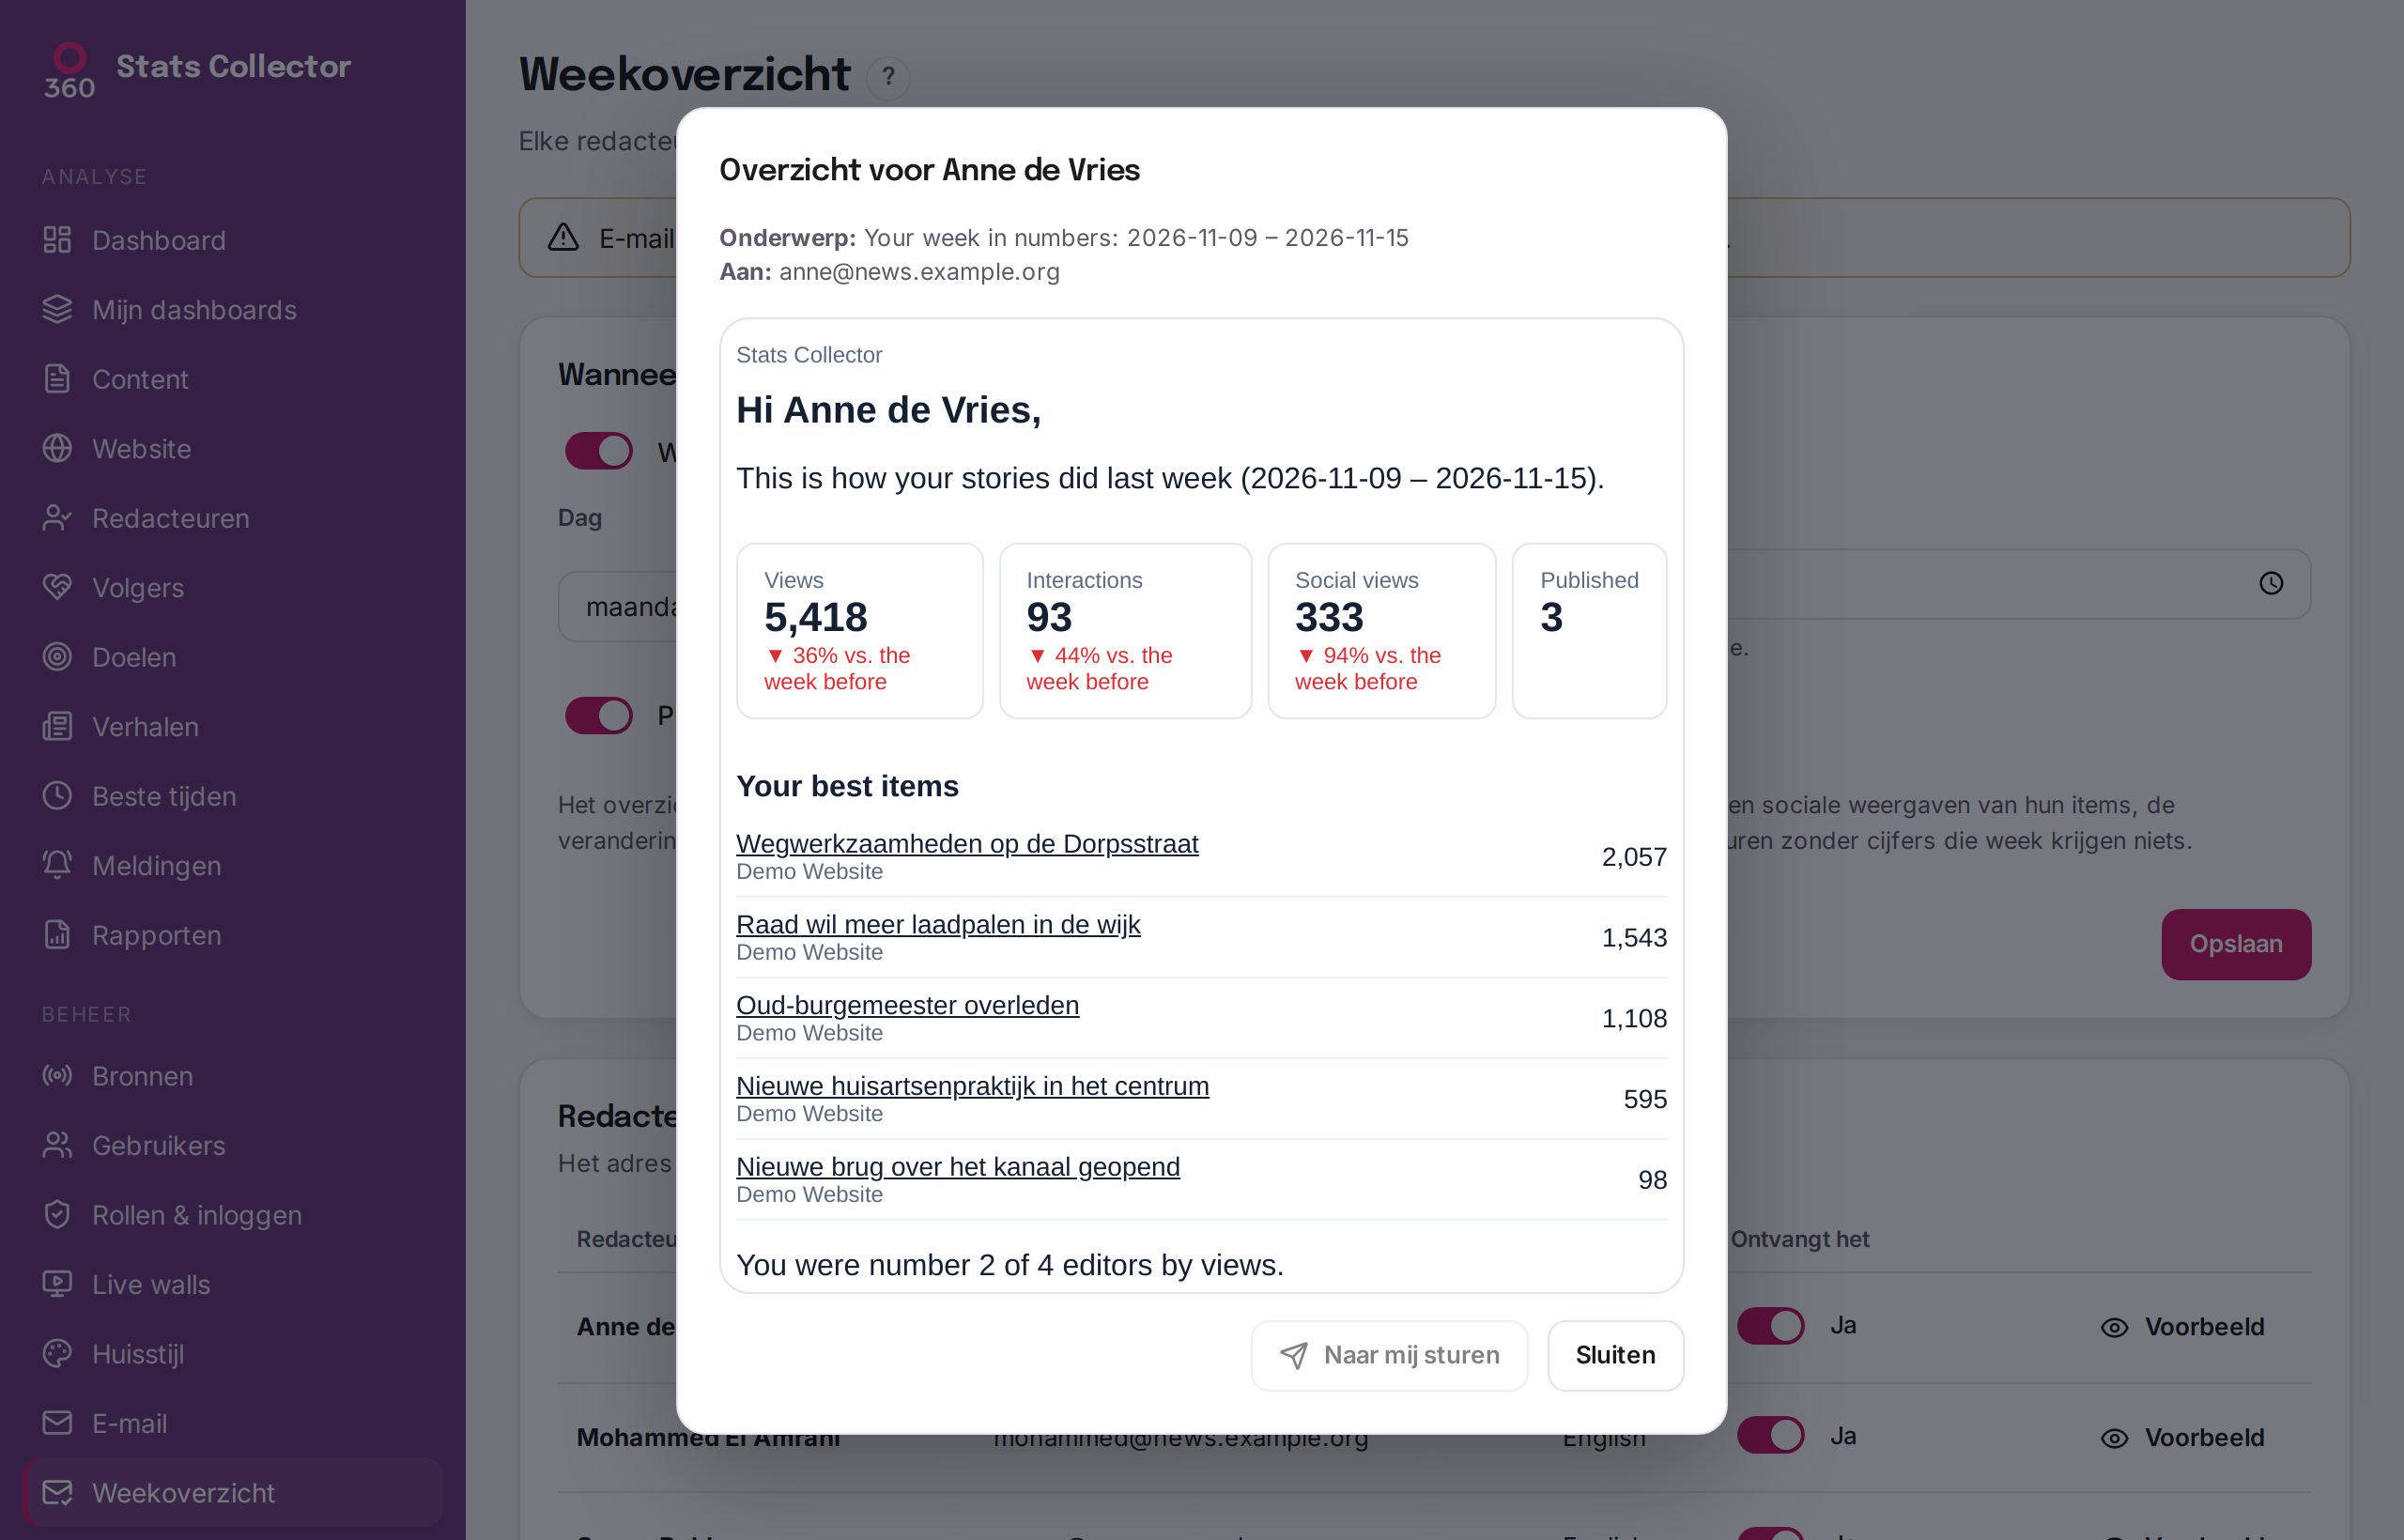 360 Stats Collector
ANALYSE
Dashboard
Mijn dashboards
Content
Website
Redacteuren
Volgers
Doelen
Verhalen
Beste tijden
Meldingen
Rapporten
BEHEER
Bronnen
Gebruikers
Rollen & inloggen
Live walls
Huisstijl
E-mail
Weekoverzicht
Weekoverzicht ?
Elke
E-mail
Dag
Het
en sociale weergaven van hun items, de
zonder cijfers die week krijgen niets.
Opslaan
Het adres
Ontvangt het
Anne de
Ja
Voorbeeld
Mohammed El Amrani
mohammed@news.example.org
English
Ja
Voorbeeld
Overzicht voor Anne de Vries
Onderwerp: Your week in numbers: 2026-11-09 – 2026-11-15
Aan: anne@news.example.org
Stats Collector
Hi Anne de Vries,
This is how your stories did last week (2026-11-09 – 2026-11-15).
Views
5,418
▼ 36% vs. the
week before
Interactions
93
▼ 44% vs. the
week before
Social views
333
▼ 94% vs. the
week before
Published
3
Your best items
Wegwerkzaamheden op de Dorpsstraat
Demo Website
2,057
Raad wil meer laadpalen in de wijk
Demo Website
1,543
Oud-burgemeester overleden
Demo Website
1,108
Nieuwe huisartsenpraktijk in het centrum
Demo Website
595
Nieuwe brug over het kanaal geopend
Demo Website
98
You were number 2 of 4 editors by views.
Naar mij sturen
Sluiten